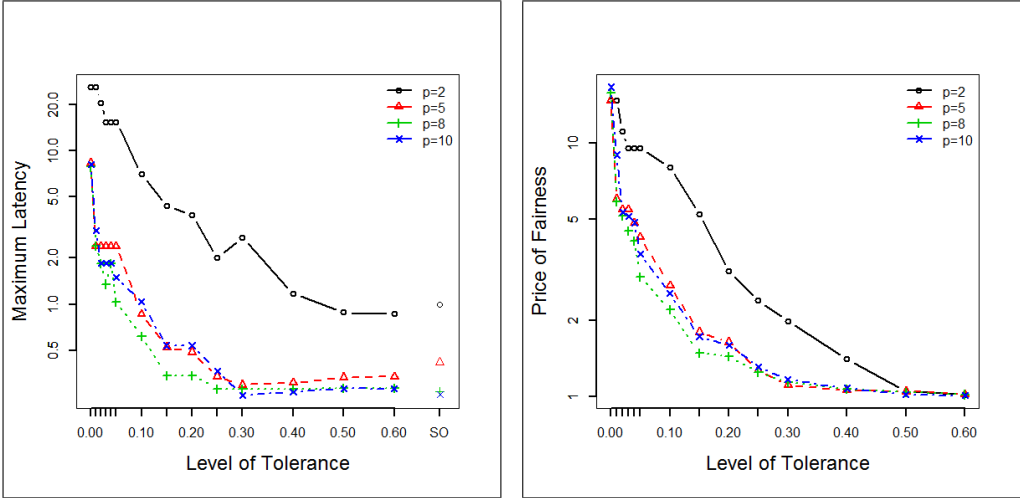 p=2
p=5
p=8
p=10
20.0
10.0
5.0
2.0
1.0
0.5
Maximum Latency
0.00 0.10 0.20 0.30 0.40 0.50 0.60 SO
Level of Tolerance
p=2
p=5
p=8
p=10
10
5
2
1
Price of Fairness
0.00 0.10 0.20 0.30 0.40 0.50 0.60
Level of Tolerance